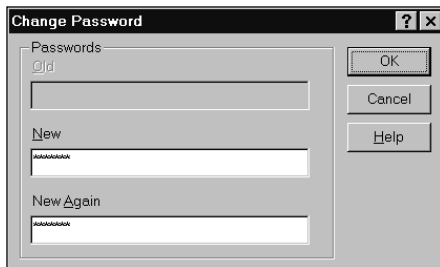 Change Password
? ×
Passwords
Old
OK
Cancel
New
*******
Help
New Again
*******